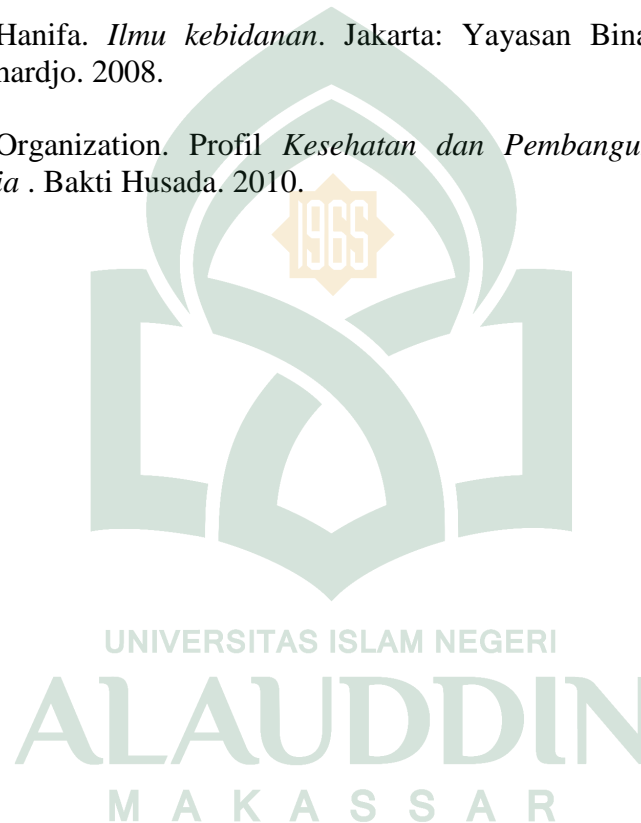 Hanifa. Ilmu kebidanan. Jakarta: Yayasan Bina
hardjo. 2008.
Organization. Profil Kesehatan dan Pembangu
ia . Bakti Husada. 2010.
1965
UNIVERSITAS ISLAM NEGERI
ALAUDDIN
MAKASSAR